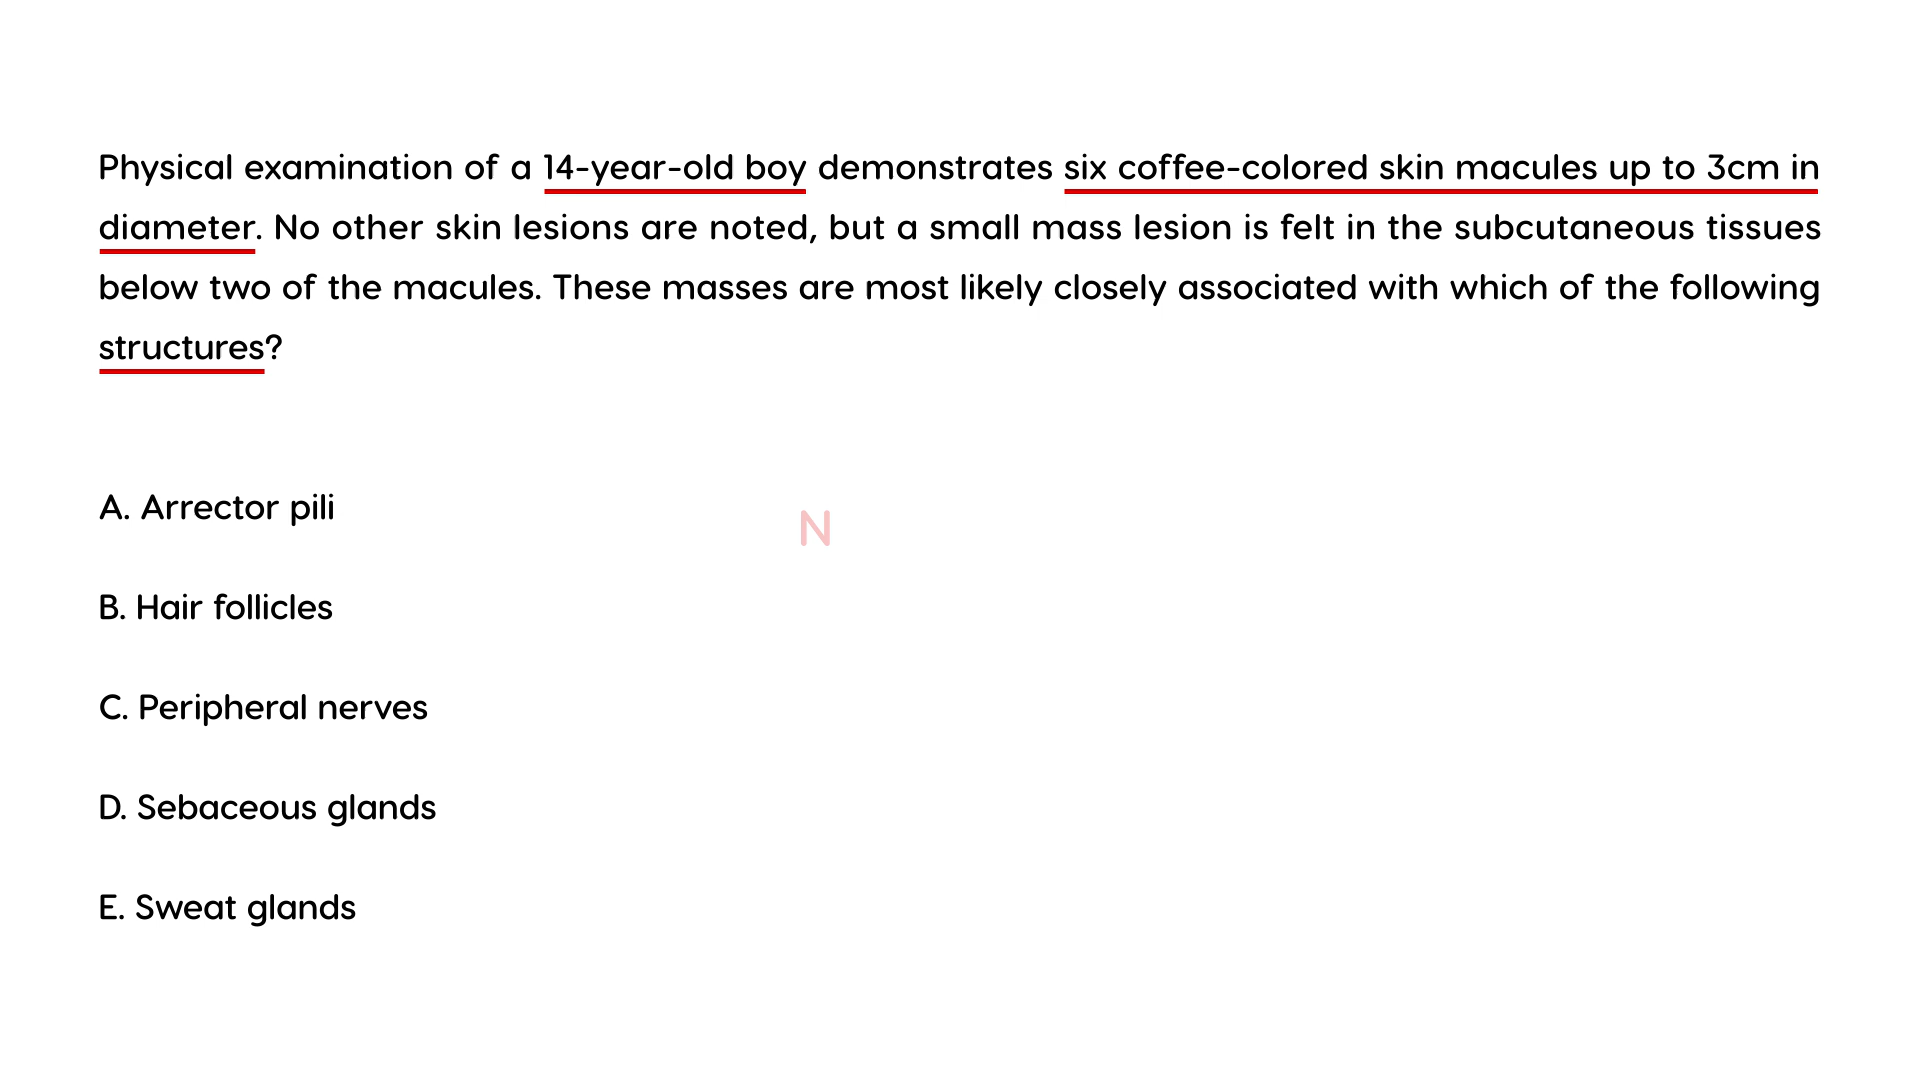 Physical examination of a 14-year-old boy demonstrates six coffee-colored skin macules up to 3cm in
diameter. No other skin lesions are noted, but a small mass lesion is felt in the subcutaneous tissues
below two of the macules. These masses are most likely closely associated with which of the following
structures?
A. Arrector pili
N
B. Hair follicles
C. Peripheral nerves
D. Sebaceous glands
E. Sweat glands